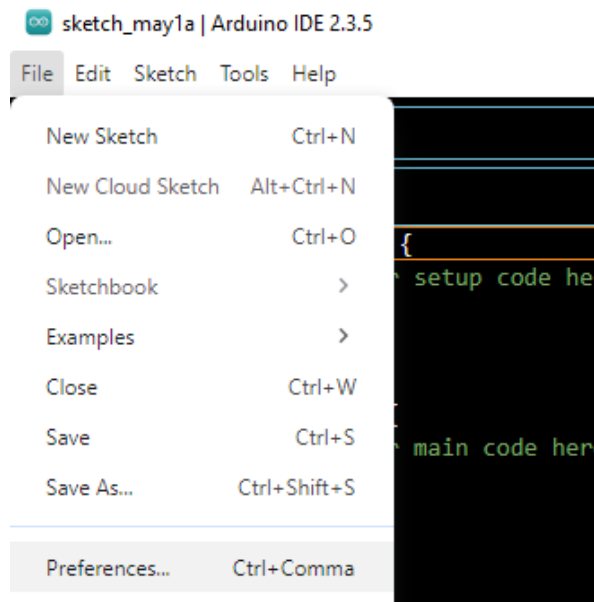 sketch_may1a | Arduino IDE 2.3.5
File Edit Sketch Tools Help
New Sketch Ctrl+N
New Cloud Sketch Alt+Ctrl+N
Open... Ctrl+O
{
Sketchbook
setup code he
Examples
Close Ctrl+W
Save Ctrl+S
main code her
Save As... Ctrl+Shift+S
Preferences... Ctrl+Comma